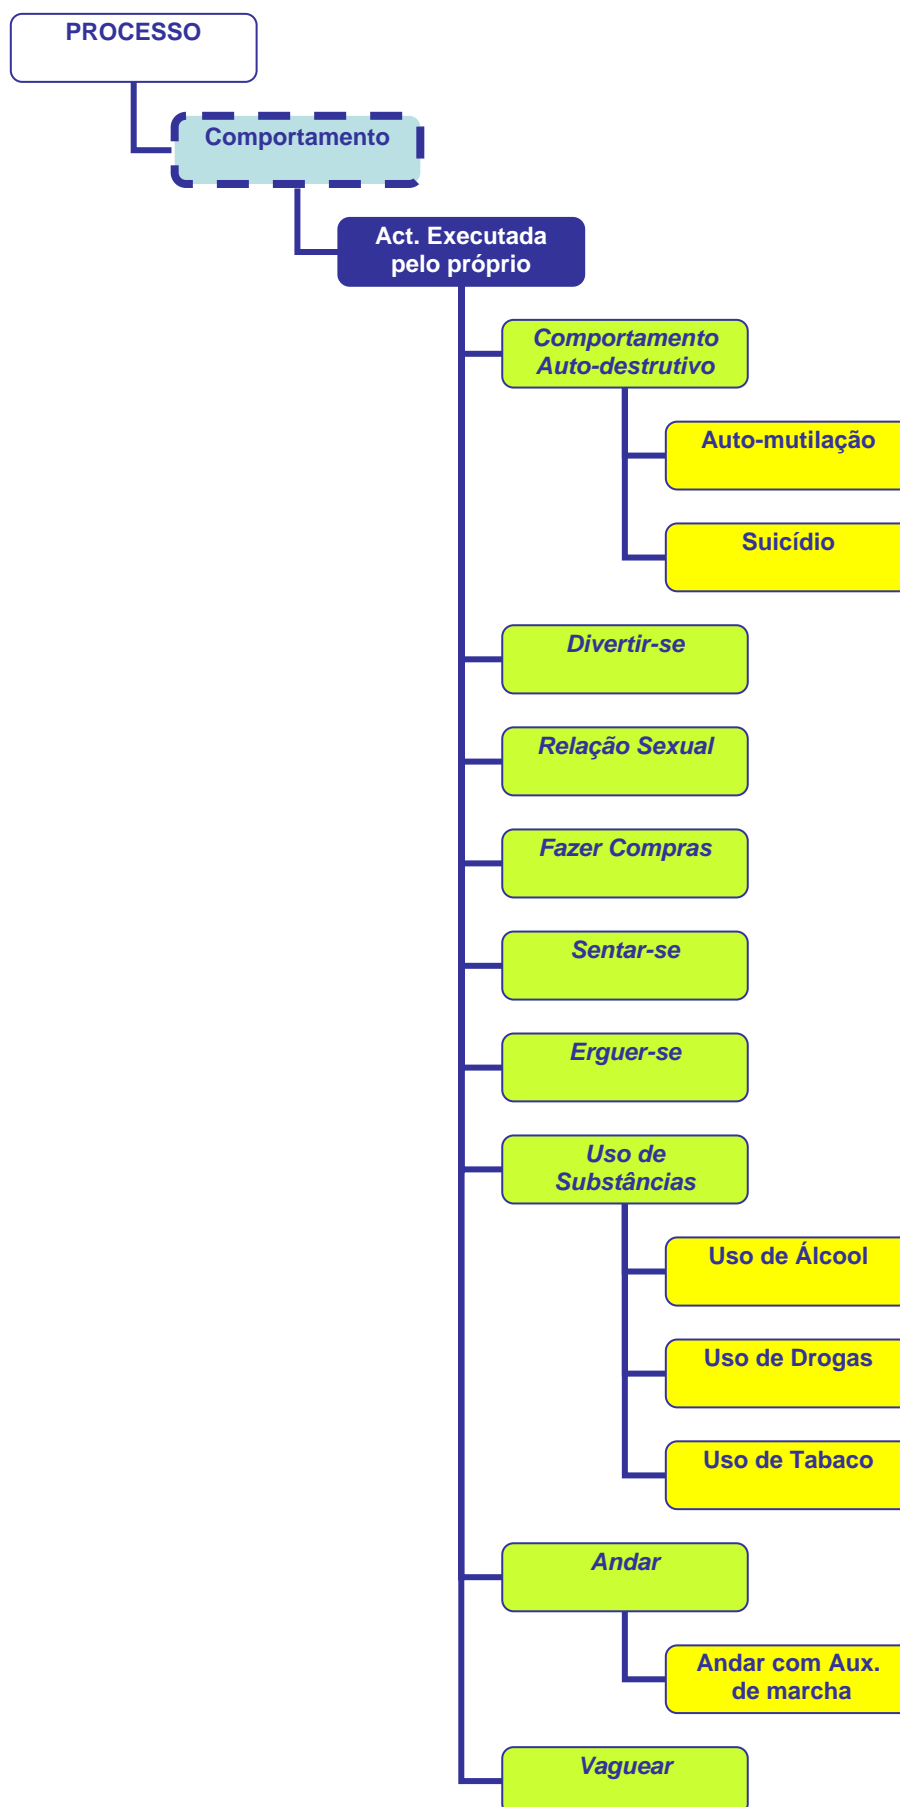 PROCESSO
Comportamento
Act. Executada
pelo próprio
Comportamento
Auto-destrutivo
Auto-mutilação
Suicídio
Divertir-se
Relação Sexual
Fazer Compras
Sentar-se
Erguer-se
Uso de
Substâncias
Uso de Álcool
Uso de Drogas
Uso de Tabaco
Andar
Andar com Aux.
de marcha
Vaguear